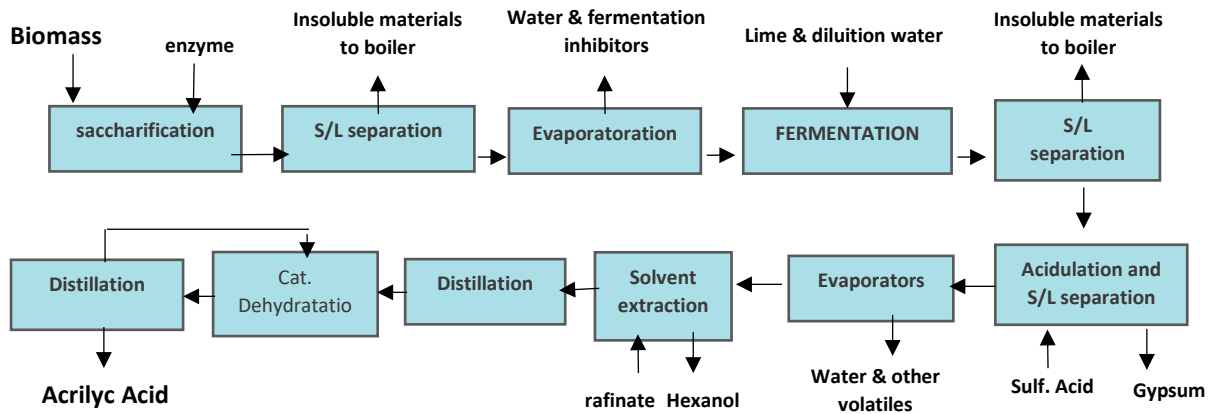 Biomass
enzyme
Insoluble materials
to boiler
Water & fermentation
inhibitors
Lime & diluition water
Insoluble materials
to boiler
saccharification
S/L separation
Evaporatoration
FERMENTATION
S/L
separation
Distillation
Cat.
Dehydratatio
Distillation
Solvent
extraction
Evaporators
Acidulation and
S/L separation
Acrilyc Acid
rafinate
Hexanol
Water & other
volatiles
Sulf. Acid
Gypsum